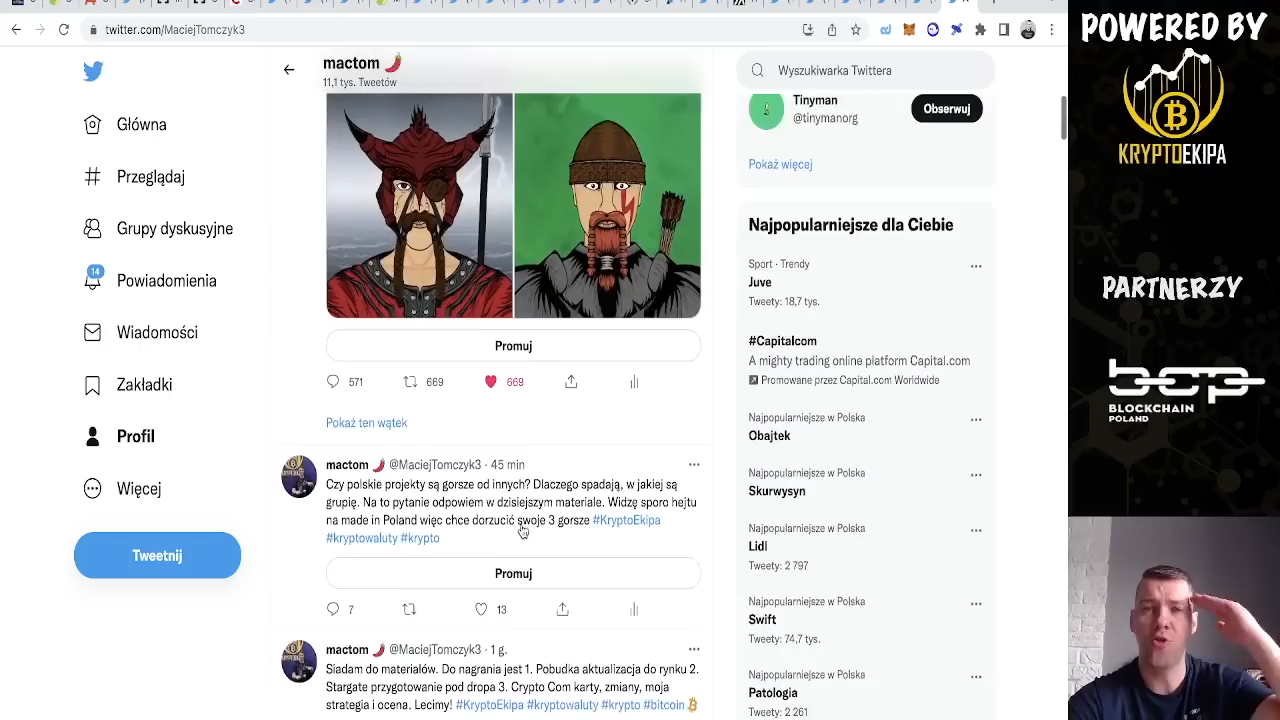 twitter.com/MaciejTomczyk3
mactom 🌶️
11,1 tys. Tweetów
Główna
Przeglądaj
Grupy dyskusyjne
14
Powiadomienia
Wiadomości
Zakładki
Profil
Więcej
Tweetnij
Promuj
571 669 669
Pokaż ten wątek
mactom 🌶️ @MaciejTomczyk3 · 45 min
Czy polskie projekty są gorsze od innych? Dlaczego spadają, w jakiej są
grupię. Na to pytanie odpowiem w dzisiejszym materiale. Widzę sporo hejtu
na made in Poland więc chce dorzucić swoje 3 gorsze #KryptoEkipa
#kryptowaluty #krypto
Promuj
7 13
mactom 🌶️ @MaciejTomczyk3 · 1 g.
Siadam do materiałów. Do nagrania jest 1. Pobudka aktualizacja do rynku 2.
Stargate przygotowanie pod dropa 3. Crypto Com karty, zmiany, moja
strategia i ocena. Lecimy! #KryptoEkipa #kryptowaluty #krypto #bitcoin
Wyszukiwarka Twittera
Tinyman
@tinymanorg
Obserwuj
Pokaż więcej
Najpopularniejsze dla Ciebie
Sport · Trendy
Juve
Tweety: 18,7 tys.
#Capitalcom
A mighty trading online platform Capital.com
Promowane przez Capital.com Worldwide
Najpopularniejsze w Polska
Obajtek
Najpopularniejsze w Polska
Skurwysyn
Najpopularniejsze w Polska
Lidl
Tweety: 2 797
Najpopularniejsze w Polska
Swift
Tweety: 74,7 tys.
Najpopularniejsze w Polska
Patologia
Tweety: 2 261
POWERED BY
KRYPTOEKIPA
PARTNERZY
bcp
BLOCKCHAIN
POLAND